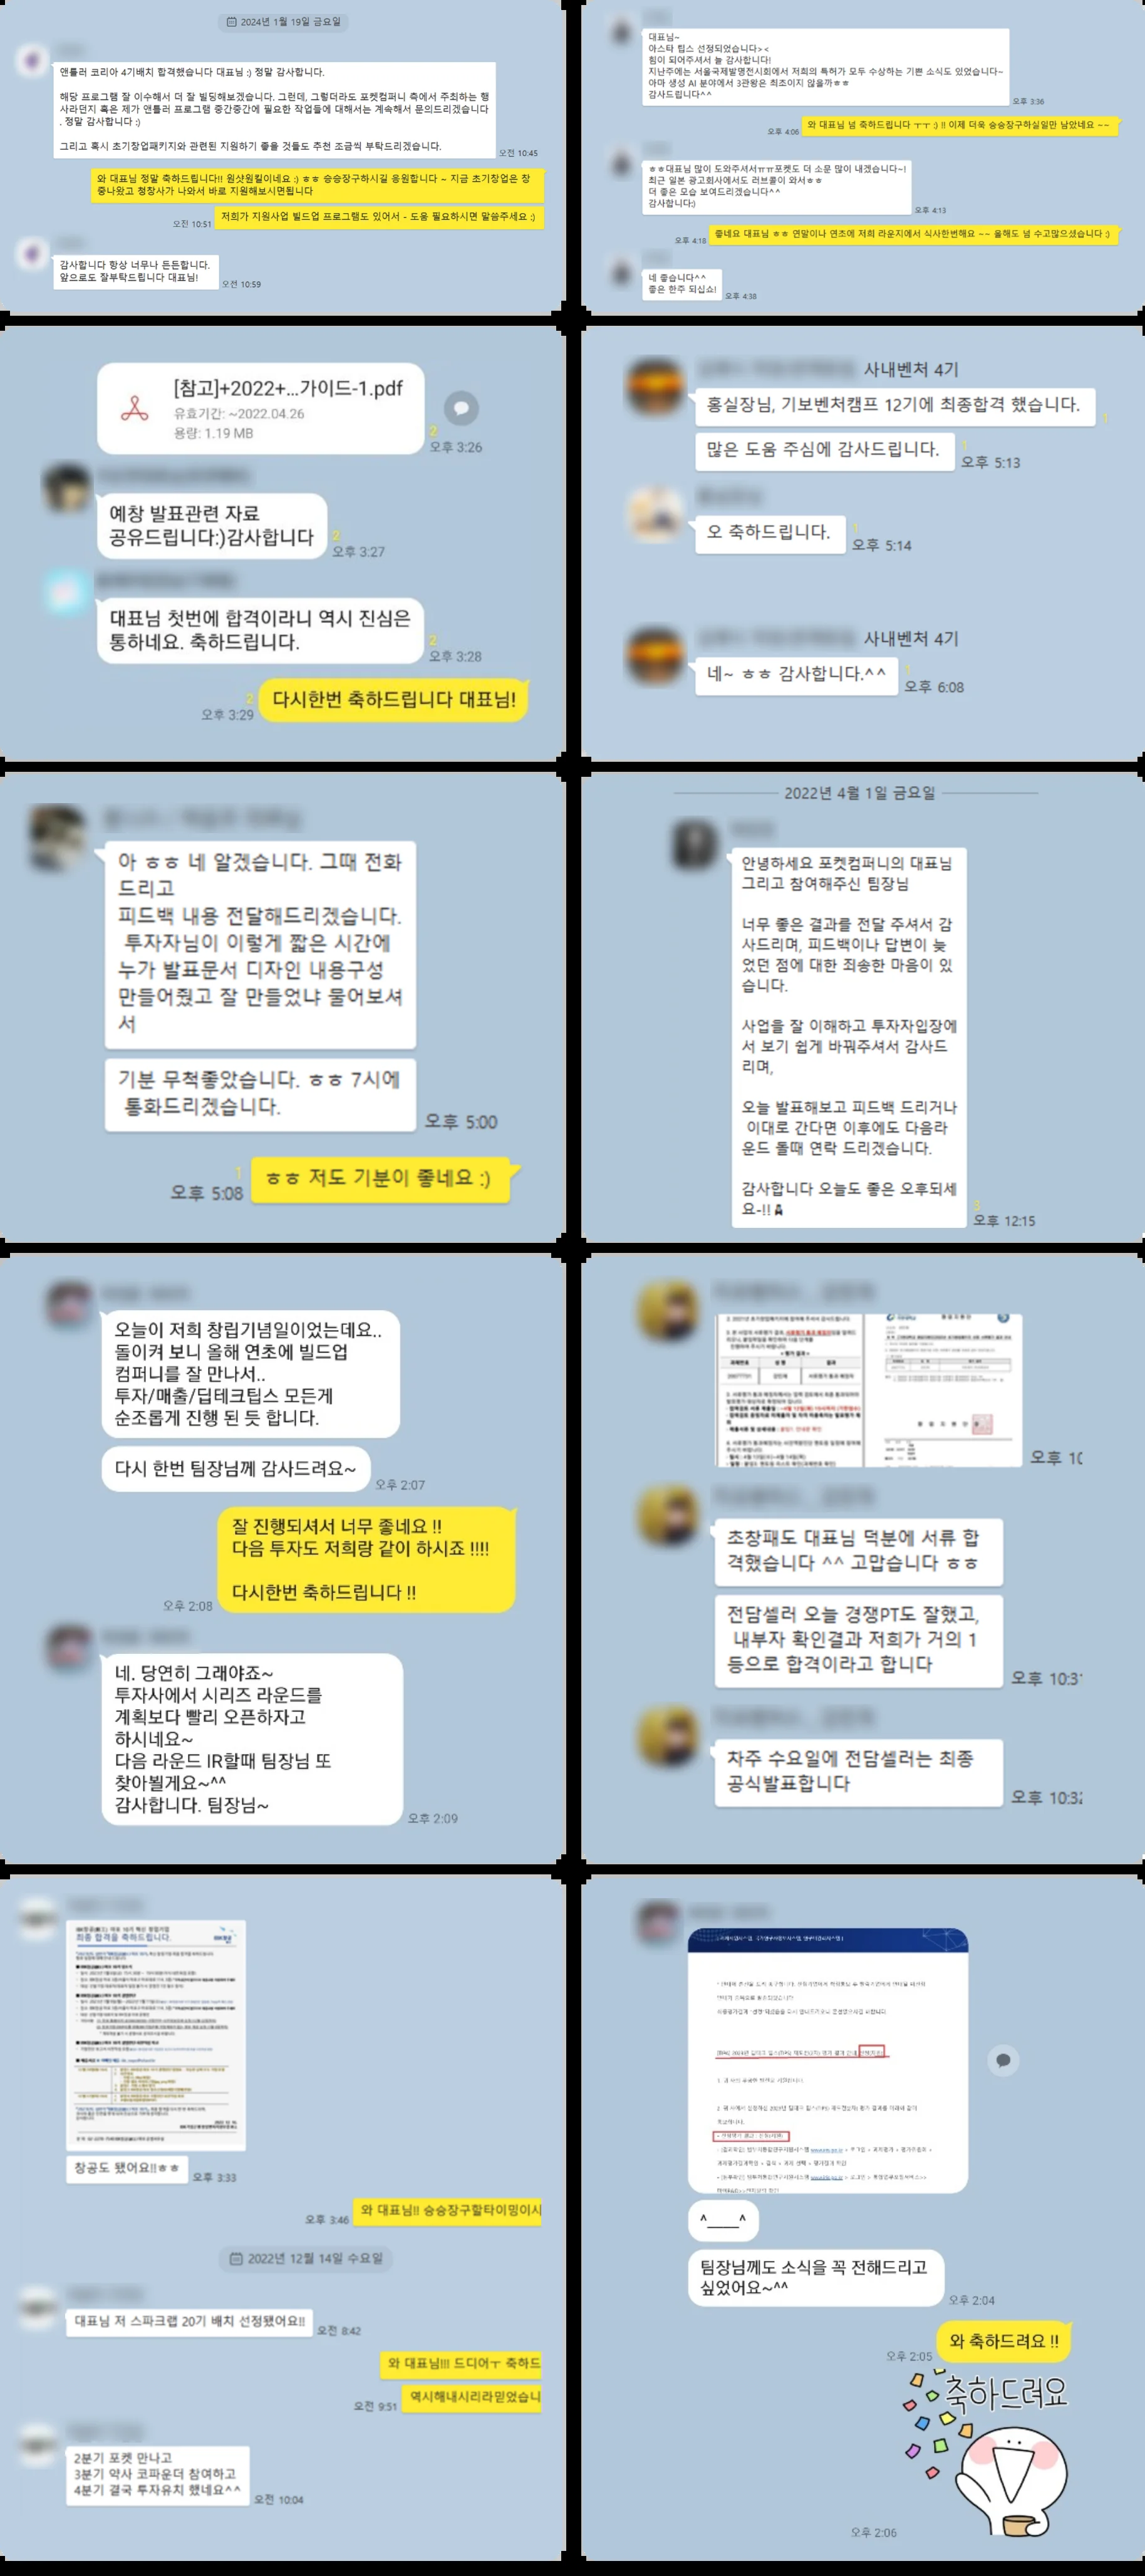 2024년 1월 19일 금요일
앤틀러 코리아 4기배치 합격했습니다 대표님 :) 정말 감사합니다.
해당 프로그램 잘 이수해서 더 잘 빌딩해보겠습니다. 그런데, 그렇더라도 포켓컴퍼니 측에서 주최하는 행
사라던지 혹은 제가 앤틀러 프로그램 중간중간에 필요한 작업들에 대해서는 계속해서 문의드리겠습니다
. 정말 감사합니다 :)
그리고 혹시 초기창업패키지와 관련된 지원하기 좋을 것들도 추천 조금씩 부탁드리겠습니다.
오전 10:45
와 대표님 정말 축하드립니다!! 원샷원킬이네요 :) ㅎㅎ 승승장구하시길 응원합니다 ~ 지금 초기창업은 창
중나왔고 청창사가 나와서 바로 지원해보시면됩니다
저희가 지원사업 빌드업 프로그램도 있어서 - 도움 필요하시면 말씀주세요 :)
오전 10:51
감사합니다 항상 너무나 든든합니다.
앞으로도 잘부탁드립니다 대표님!
오전 10:59
대표님~
아스타 팁스 선정되었습니다><
힘이 되어주셔서 늘 감사합니다!
지난주에는 서울국제발명전시회에서 저희의 특허가 모두 수상하는 기쁜 소식도 있었습니다~
아마 생성 AI 분야에서 3관왕은 최초이지 않을까ㅎㅎ
감사드립니다^^
오후 3:36
와 대표님 넘 축하드립니다 ㅜㅜ :) !! 이제 더욱 승승장구하실일만 남았네요 ~~
오후 4:06
ㅎㅎ대표님 많이 도와주셔서ㅠㅠ포켓도 더 소문 많이 내겠습니다~!
최근 일본 광고회사에서도 러브콜이 와서ㅎㅎ
더 좋은 모습 보여드리겠습니다^^
감사합니다:)
오후 4:13
좋네요 대표님 ㅎㅎ 연말이나 연초에 저희 라운지에서 식사한번해요 ~~ 올해도 넘 수고많으셨습니다 :)
오후 4:18
네 좋습니다^^
좋은 한주 되십쇼!
오후 4:38
[참고]+2022+...가이드-1.pdf
유효기간: ~2022.04.26
용량: 1.19 MB
2
오후 3:26
예창 발표관련 자료
공유드립니다:)감사합니다
2
오후 3:27
대표님 첫번에 합격이라니 역시 진심은
통하네요. 축하드립니다.
2
오후 3:28
다시한번 축하드립니다 대표님!
2
오후 3:29
사내벤처 4기
홍실장님, 기보벤처캠프 12기에 최종합격 했습니다.
1
많은 도움 주심에 감사드립니다.
1
오후 5:13
오 축하드립니다.
1
오후 5:14
사내벤처 4기
네~ ㅎㅎ 감사합니다.^^
1
오후 6:08
아 ㅎㅎ 네 알겠습니다. 그때 전화
드리고
피드백 내용 전달해드리겠습니다.
투자자님이 이렇게 짧은 시간에
누가 발표문서 디자인 내용구성
만들어줬고 잘 만들었냐 물어보셔
서
기분 무척좋았습니다. ㅎㅎ 7시에
통화드리겠습니다.
오후 5:00
ㅎㅎ 저도 기분이 좋네요 :)
1
오후 5:08
2022년 4월 1일 금요일
안녕하세요 포켓컴퍼니의 대표님
그리고 참여해주신 팀장님
너무 좋은 결과를 전달 주셔서 감
사드리며, 피드백이나 답변이 늦
었던 점에 대한 죄송한 마음이 있
습니다.
사업을 잘 이해하고 투자자입장에
서 보기 쉽게 바꿔주셔서 감사드
리며,
오늘 발표해보고 피드백 드리거나
이대로 간다면 이후에도 다음라
운드 돌때 연락 드리겠습니다.
감사합니다 오늘도 좋은 오후되세
요-!!
3
오후 12:15
오늘이 저희 창립기념일이었는데요..
돌이켜 보니 올해 연초에 빌드업
컴퍼니를 잘 만나서..
투자/매출/딥테크팁스 모든게
순조롭게 진행 된 듯 합니다.
다시 한번 팀장님께 감사드려요~
오후 2:07
잘 진행되셔서 너무 좋네요 !!
다음 투자도 저희랑 같이 하시죠 !!!!
다시한번 축하드립니다 !!
오후 2:08
네. 당연히 그래야죠~
투자사에서 시리즈 라운드를
계획보다 빨리 오픈하자고
하시네요~
다음 라운드 IR할때 팀장님 또
찾아뵐게요~^^
감사합니다. 팀장님~
오후 2:09
오후 10
초창패도 대표님 덕분에 서류 합
격했습니다 ^^ 고맙습니다 ㅎㅎ
전담셀러 오늘 경쟁PT도 잘했고,
내부자 확인결과 저희가 거의 1
등으로 합격이라고 합니다
오후 10:3
차주 수요일에 전담셀러는 최종
공식발표합니다
오후 10:32
최종 합격을 축하드립니다.
창공도 됐어요!!ㅎㅎ
오후 3:33
와 대표님!! 승승장구할타이밍이시
오후 3:46
2022년 12월 14일 수요일
대표님 저 스파크랩 20기 배치 선정됐어요!!
오전 8:42
와 대표님!!! 드디어ㅜ 축하드
역시해내시리라믿었습니
오전 9:51
2분기 포켓 만나고
3분기 약사 코파운더 참여하고
4분기 결국 투자유치 했네요^^
오전 10:04
^____^
팀장님께도 소식을 꼭 전해드리고
싶었어요~^^
오후 2:04
와 축하드려요 !!
오후 2:05
축하드려요
오후 2:06